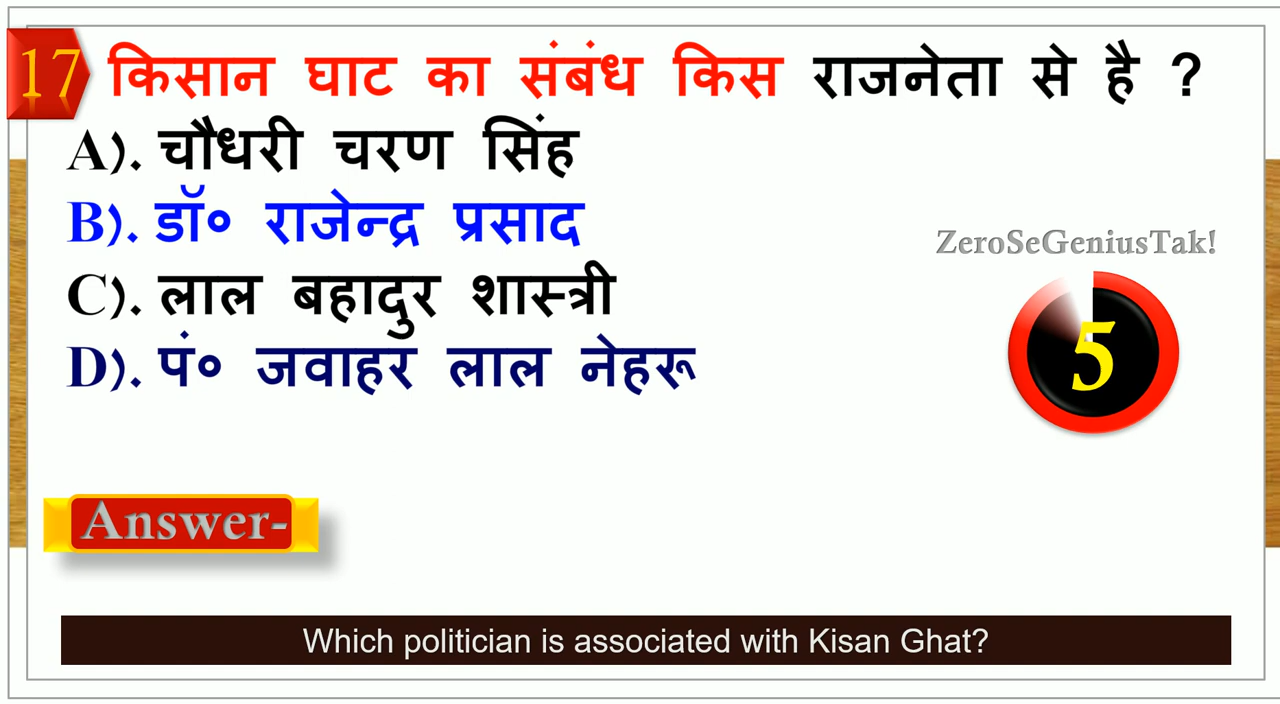 17 किसान घाट का संबंध किस राजनेता से है ?
A). चौधरी चरण सिंह
B). डॉ० राजेन्द्र प्रसाद
C). लाल बहादुर शास्त्री
D). पं० जवाहर लाल नेहरू
ZeroSeGeniusTak!
5
Answer-
Which politician is associated with Kisan Ghat?